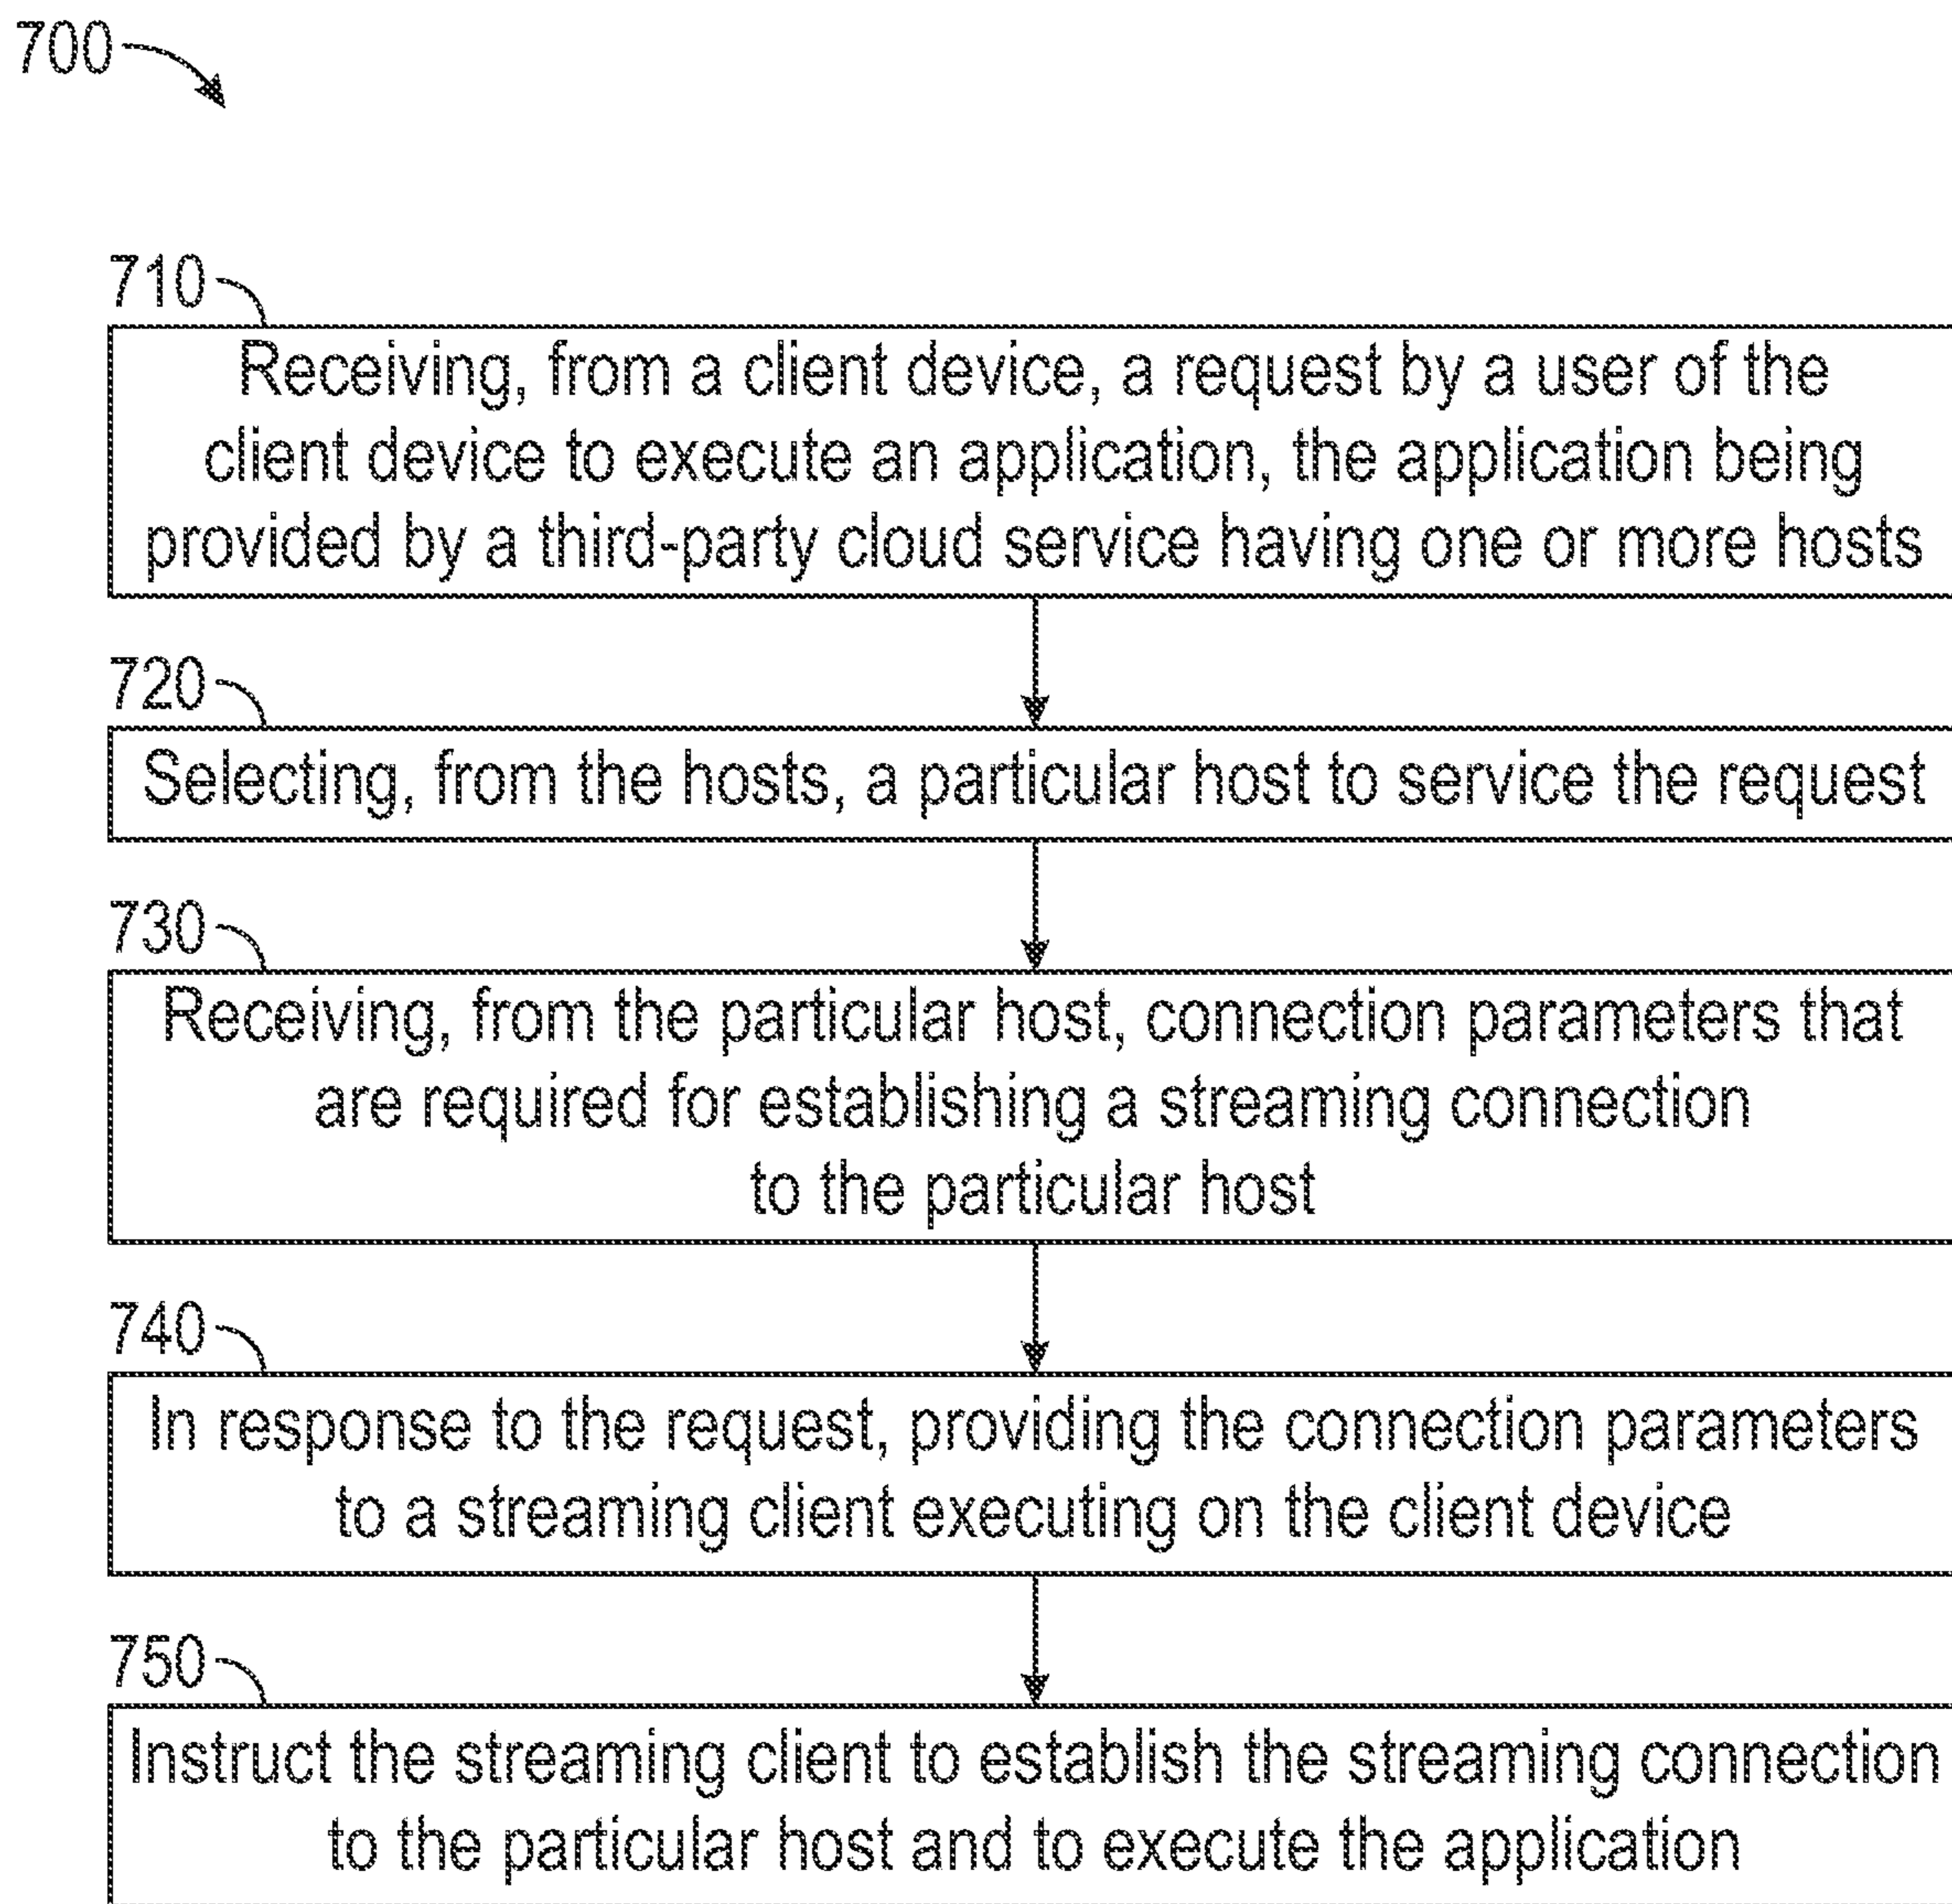 700
710
Receiving, from a client device, a request by a user of the
client device to execute an application, the application being
provided by a third-party cloud service having one or more hosts
720
Selecting, from the hosts, a particular host to service the request
730
Receiving, from the particular host, connection parameters that
are required for establishing a streaming connection
to the particular host
740
In response to the request, providing the connection parameters
to a streaming client executing on the client device
750
Instruct the streaming client to establish the streaming connection
to the particular host and to execute the application